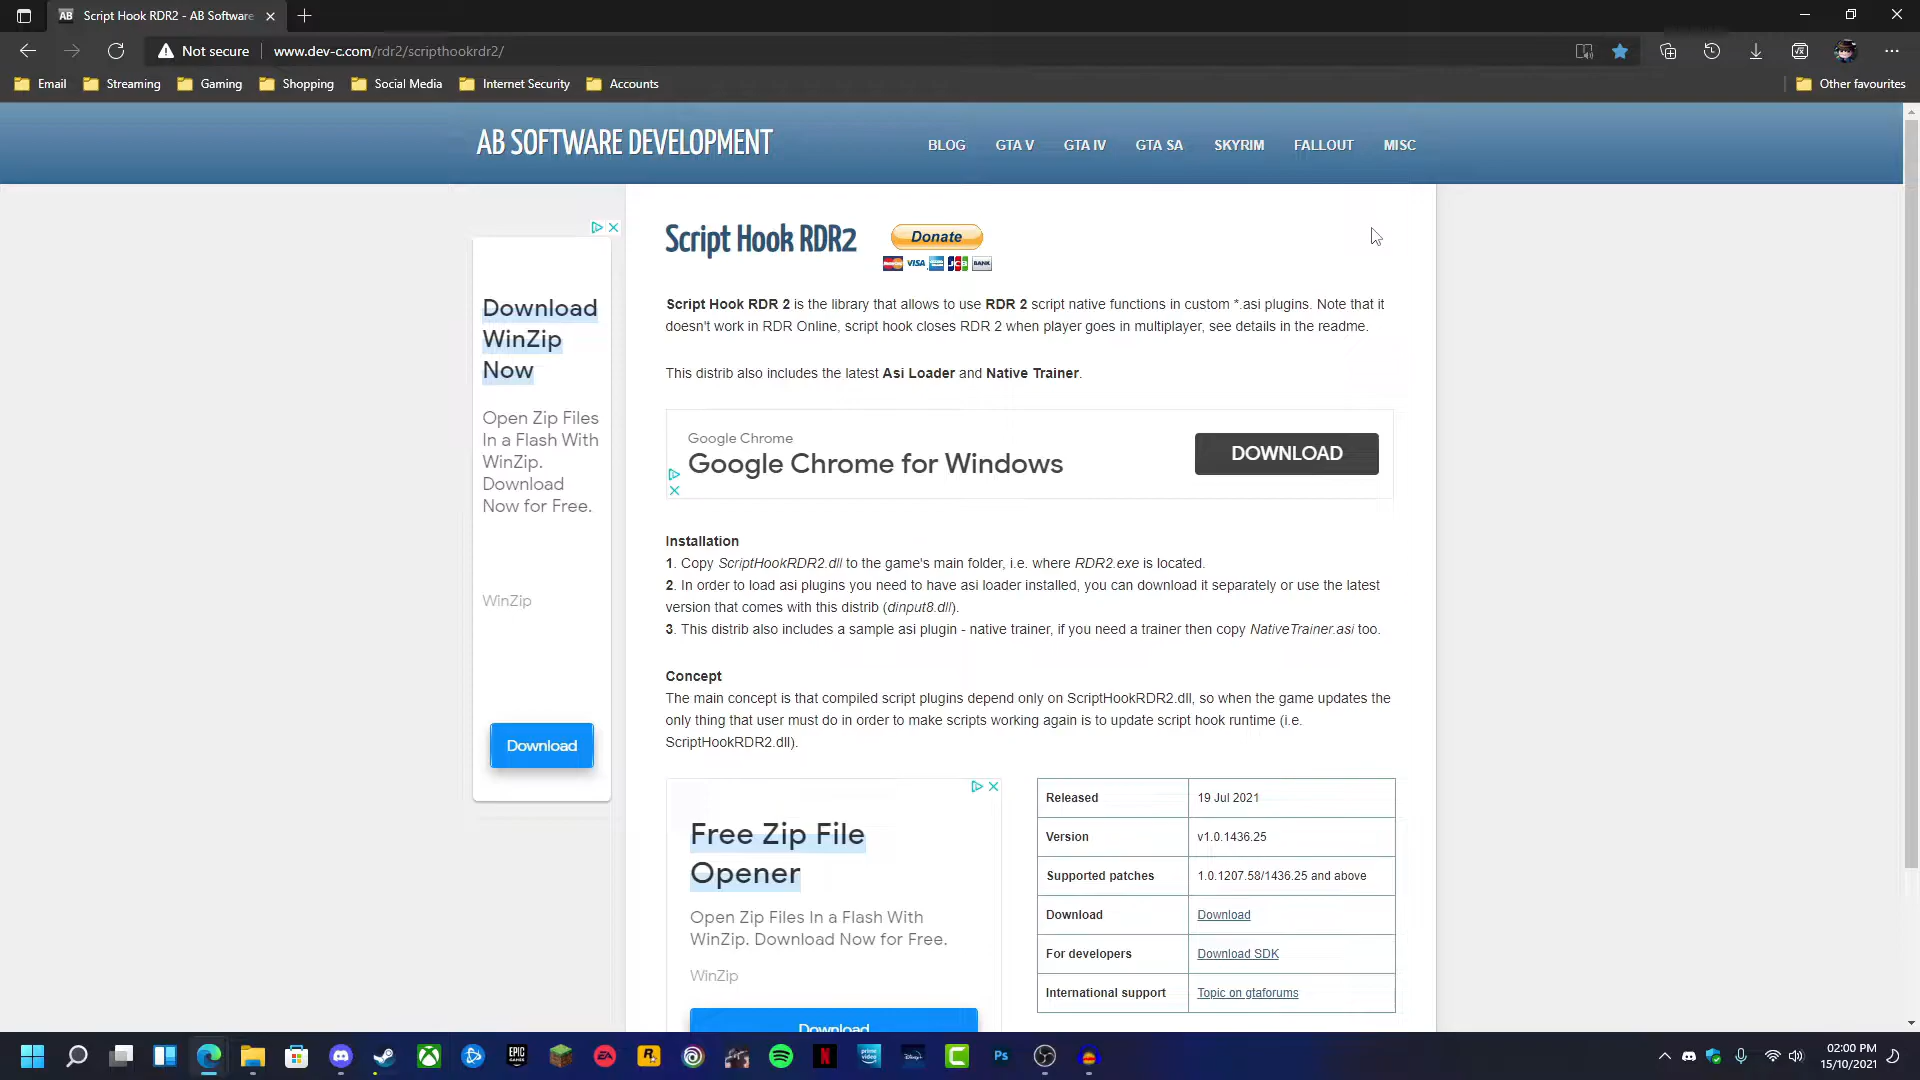 Script Hook RDR2 - AB Software
Not secure
www.dev-c.com/rdr2/scripthookrdr2/
Email
Streaming
Gaming
Shopping
Social Media
Internet Security
Accounts
Other favourites
AB SOFTWARE DEVELOPMENT
BLOG
GTA V
GTA IV
GTA SA
SKYRIM
FALLOUT
MISC
Download
WinZip
Now
Open Zip Files
In a Flash With
WinZip.
Download
Now for Free.
WinZip
Download
Script Hook RDR2
Donate
VISA
JCB
BANK
Script Hook RDR 2 is the library that allows to use RDR 2 script native functions in custom *.asi plugins. Note that it
doesn't work in RDR Online, script hook closes RDR 2 when player goes in multiplayer, see details in the readme.
This distrib also includes the latest Asi Loader and Native Trainer.
Google Chrome
Google Chrome for Windows
DOWNLOAD
Installation
1. Copy ScriptHookRDR2.dll to the game's main folder, i.e. where RDR2.exe is located.
2. In order to load asi plugins you need to have asi loader installed, you can download it separately or use the latest
version that comes with this distrib (dinput8.dll).
3. This distrib also includes a sample asi plugin - native trainer, if you need a trainer then copy NativeTrainer.asi too.
Concept
The main concept is that compiled script plugins depend only on ScriptHookRDR2.dll, so when the game updates the
only thing that user must do in order to make scripts working again is to update script hook runtime (i.e.
ScriptHookRDR2.dll).
Free Zip File
Opener
Open Zip Files In a Flash With
WinZip. Download Now for Free.
WinZip
Download
Released 19 Jul 2021
Version v1.0.1436.25
Supported patches 1.0.1207.58/1436.25 and above
Download Download
For developers Download SDK
International support Topic on gtaforums
02:00 PM
15/10/2021